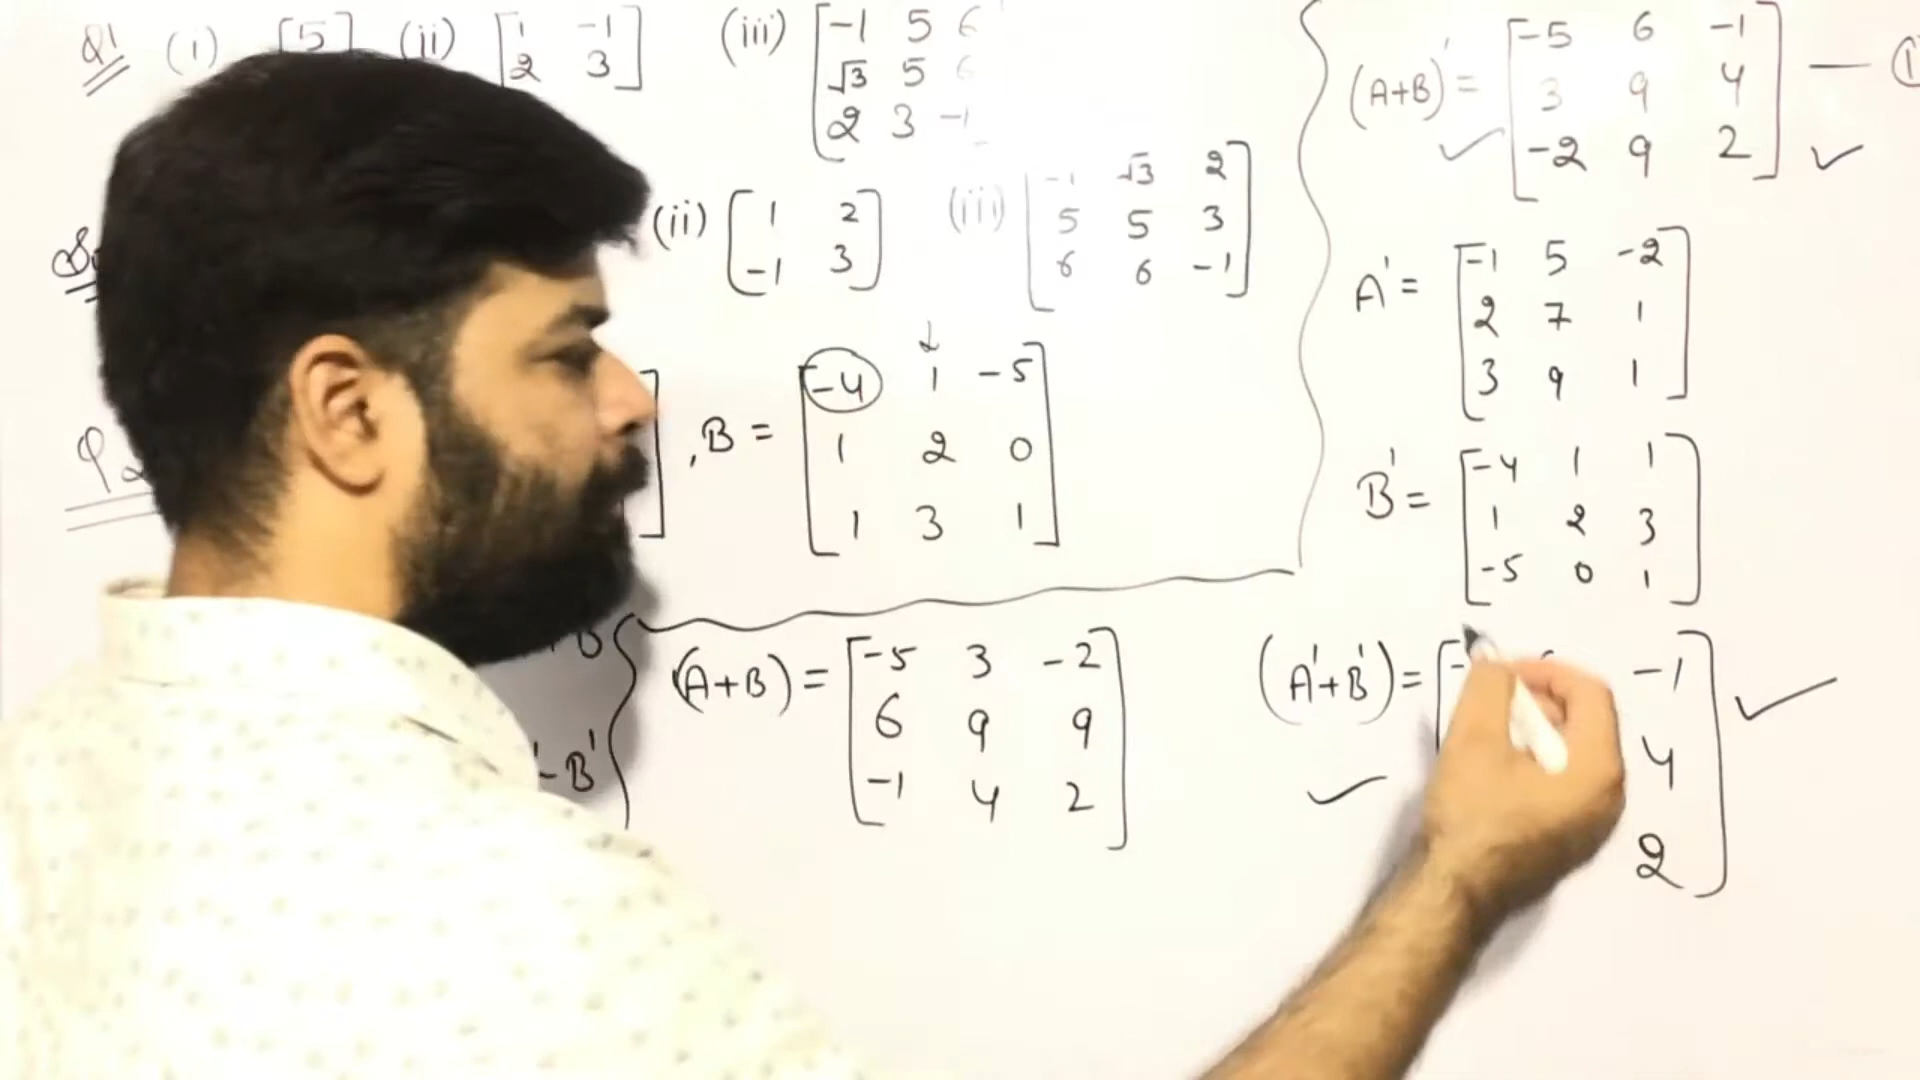 Q1 (i) [5] (ii) [1 -1
2 3] (iii) [-1 5 6
√3 5 6
2 3 -1
(ii) [1 2
-1 3] (iii) [-1 √3 2
5 5 3
6 6 -1]
Q2
, B = [-4 1 -5
1 2 0
1 3 1]
-B'
(A+B) = [-5 3 -2
6 9 9
-1 4 2]
(A+B)' = [-5 6 -1
3 9 4
-2 9 2] — ①
A' = [-1 5 -2
2 7 1
3 9 1]
B' = [-4 1 1
1 2 3
-5 0 1]
(A'+B') = [ -1
4
2]